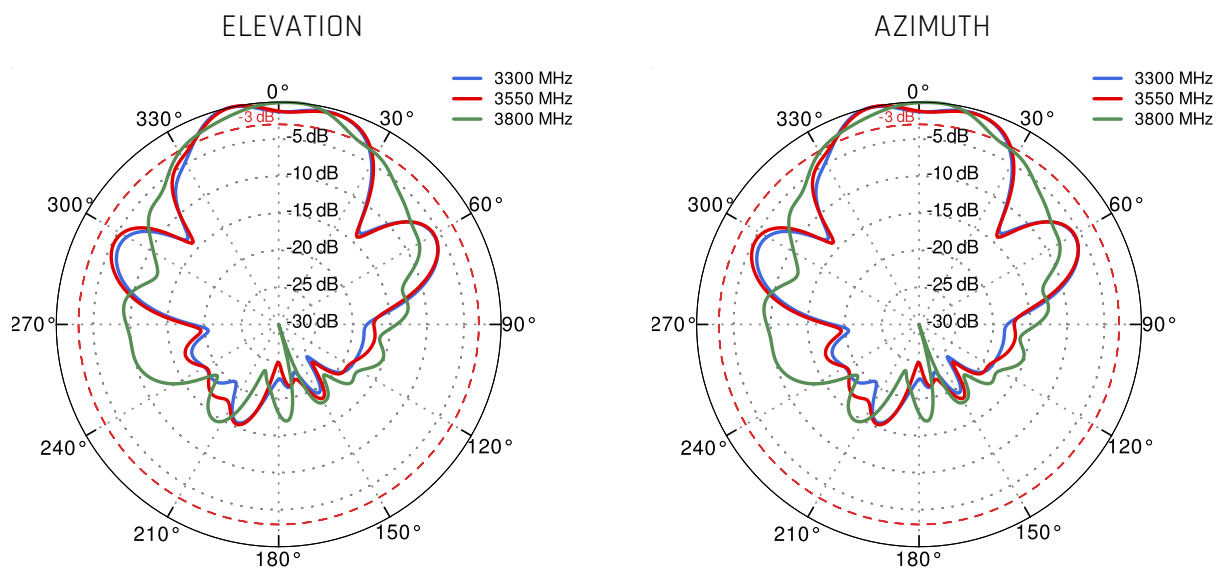 ELEVATION
3300 MHz
3550 MHz
3800 MHz
0°
30°
60°
90°
120°
150°
180°
210°
240°
270°
300°
330°
-3 dB
-5 dB
-10 dB
-15 dB
-20 dB
-25 dB
-30 dB
AZIMUTH
3300 MHz
3550 MHz
3800 MHz
0°
30°
60°
90°
120°
150°
180°
210°
240°
270°
300°
330°
-3 dB
-5 dB
-10 dB
-15 dB
-20 dB
-25 dB
-30 dB